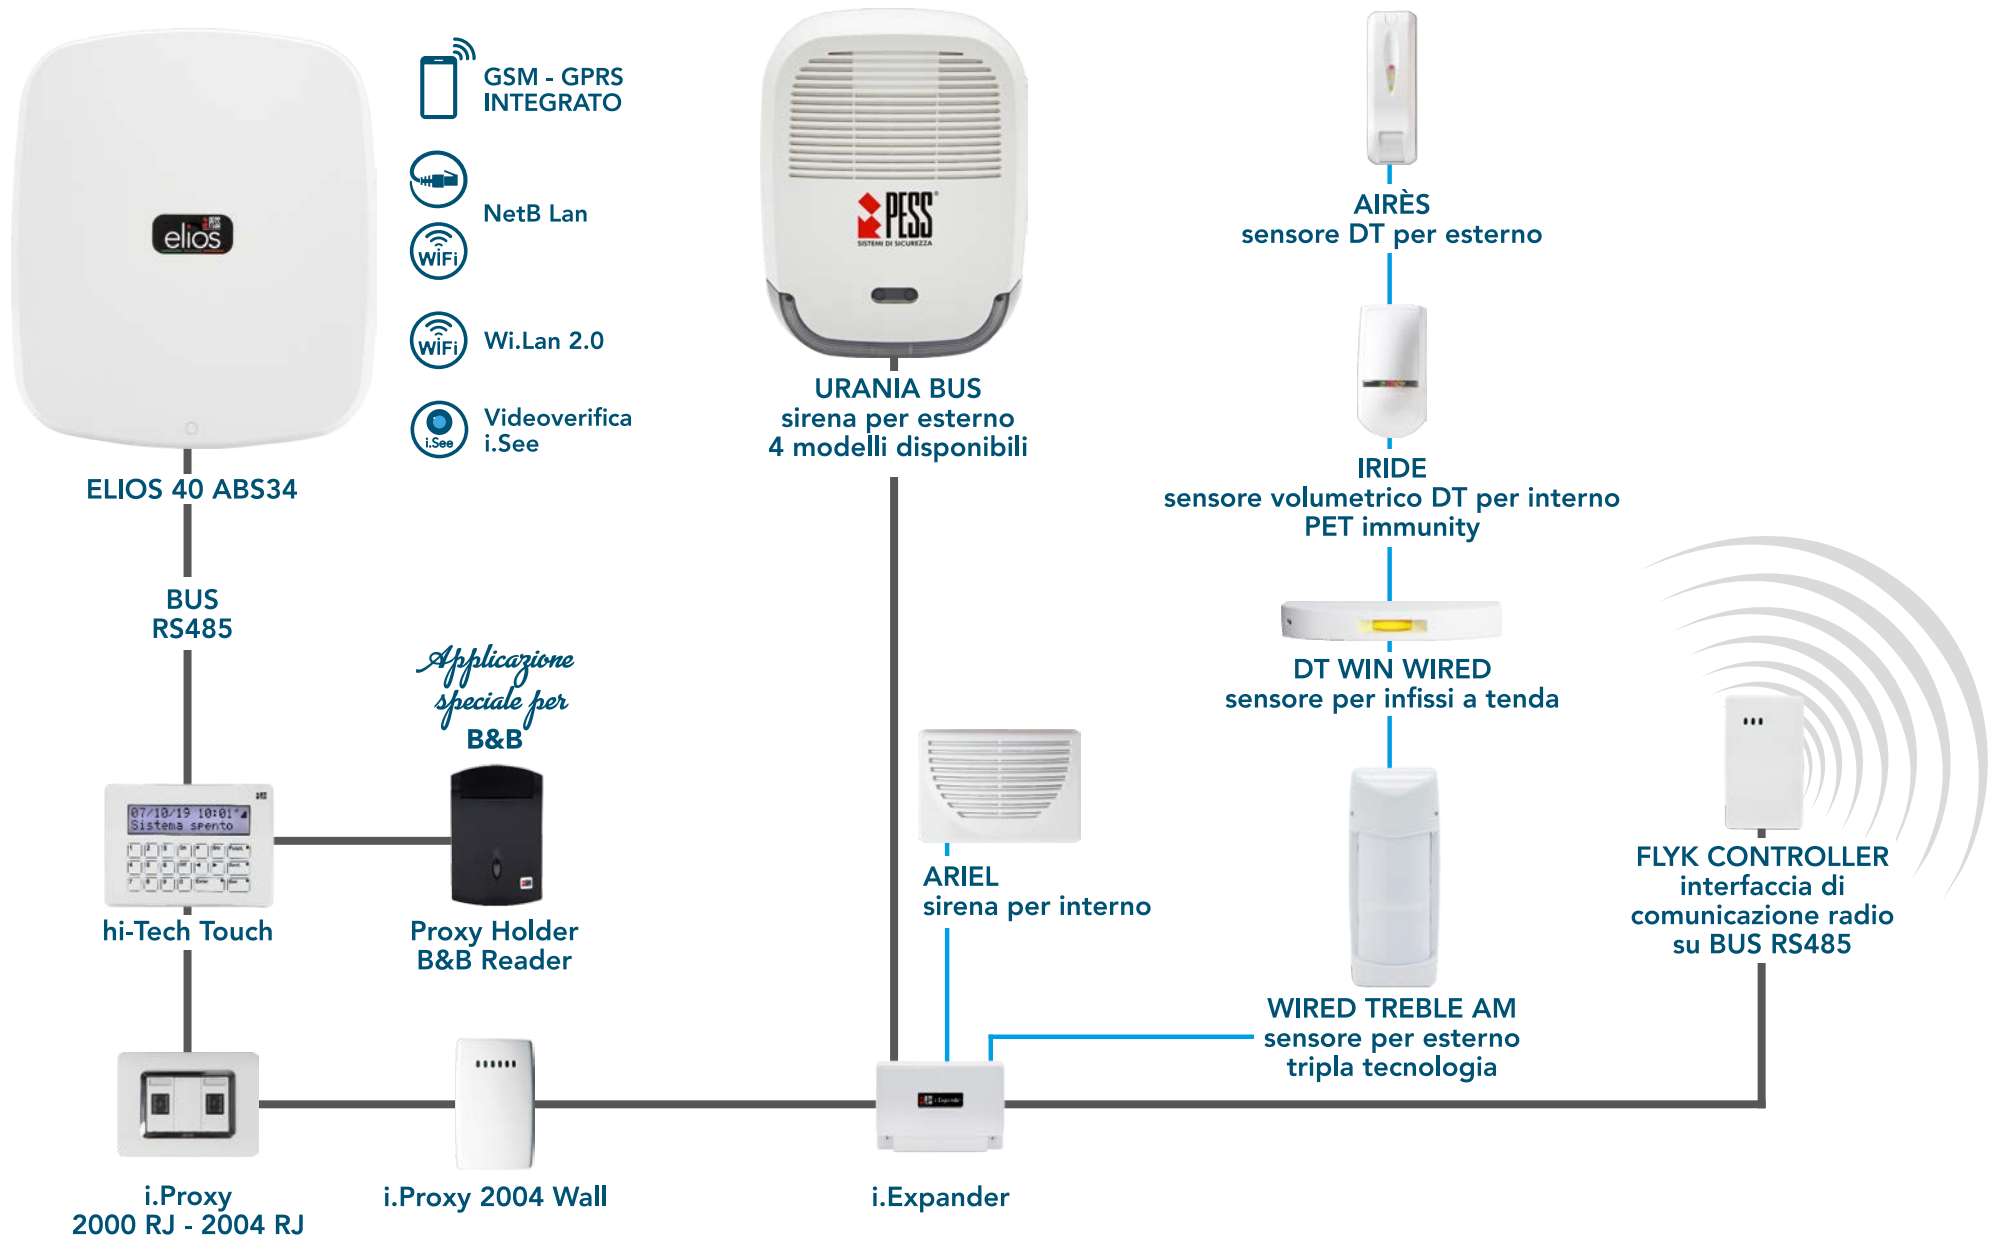 GSM - GPRS
INTEGRATO
NetB Lan
WiFi
WiFi
Wi.Lan 2.0
i.See
Videoverifica
i.See
PESS
elios
ELIOS 40 ABS34
BUS
RS485
PESS®
SISTEMI DI SICUREZZA
URANIA BUS
sirena per esterno
4 modelli disponibili
AIRÈS
sensore DT per esterno
IRIDE
sensore volumetrico DT per interno
PET immunity
DT WIN WIRED
sensore per infissi a tenda
Applicazione
speciale per
B&B
07/10/19 10:01
Sistema spento
hi-Tech Touch
Proxy Holder
B&B Reader
ARIEL
sirena per interno
WIRED TREBLE AM
sensore per esterno
tripla tecnologia
FLYK CONTROLLER
interfaccia di
comunicazione radio
su BUS RS485
i.Proxy
2000 RJ - 2004 RJ
i.Proxy 2004 Wall
i.Expander
i.Expander